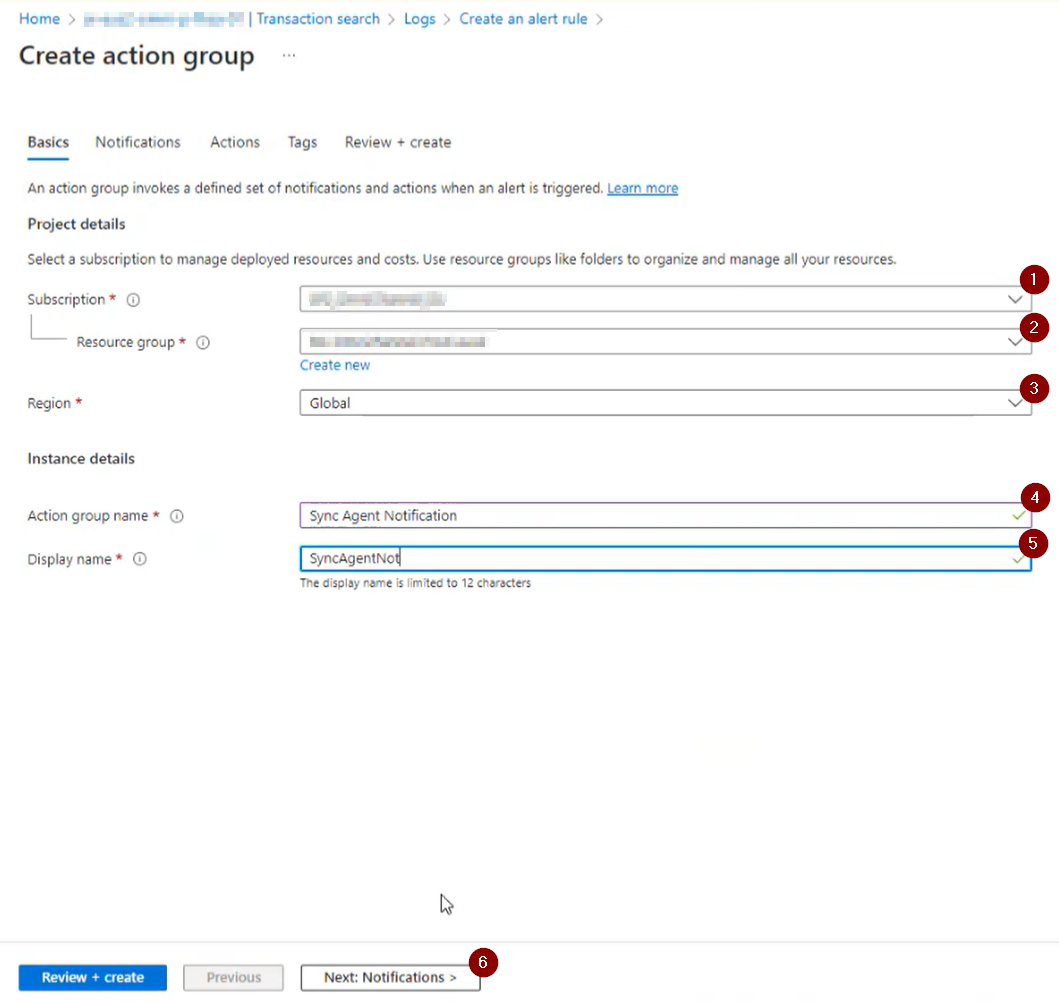 Home > | Transaction search > Logs > Create an alert rule >
Create action group ...
Basics Notifications Actions Tags Review + create
An action group invokes a defined set of notifications and actions when an alert is triggered. Learn more
Project details
Select a subscription to manage deployed resources and costs. Use resource groups like folders to organize and manage all your resources.
1
Subscription *
2
Resource group *
Create new
3
Region * Global
Instance details
4
Action group name * Sync Agent Notification
5
Display name * SyncAgentNot
The display name is limited to 12 characters
6
Review + create Previous Next: Notifications >